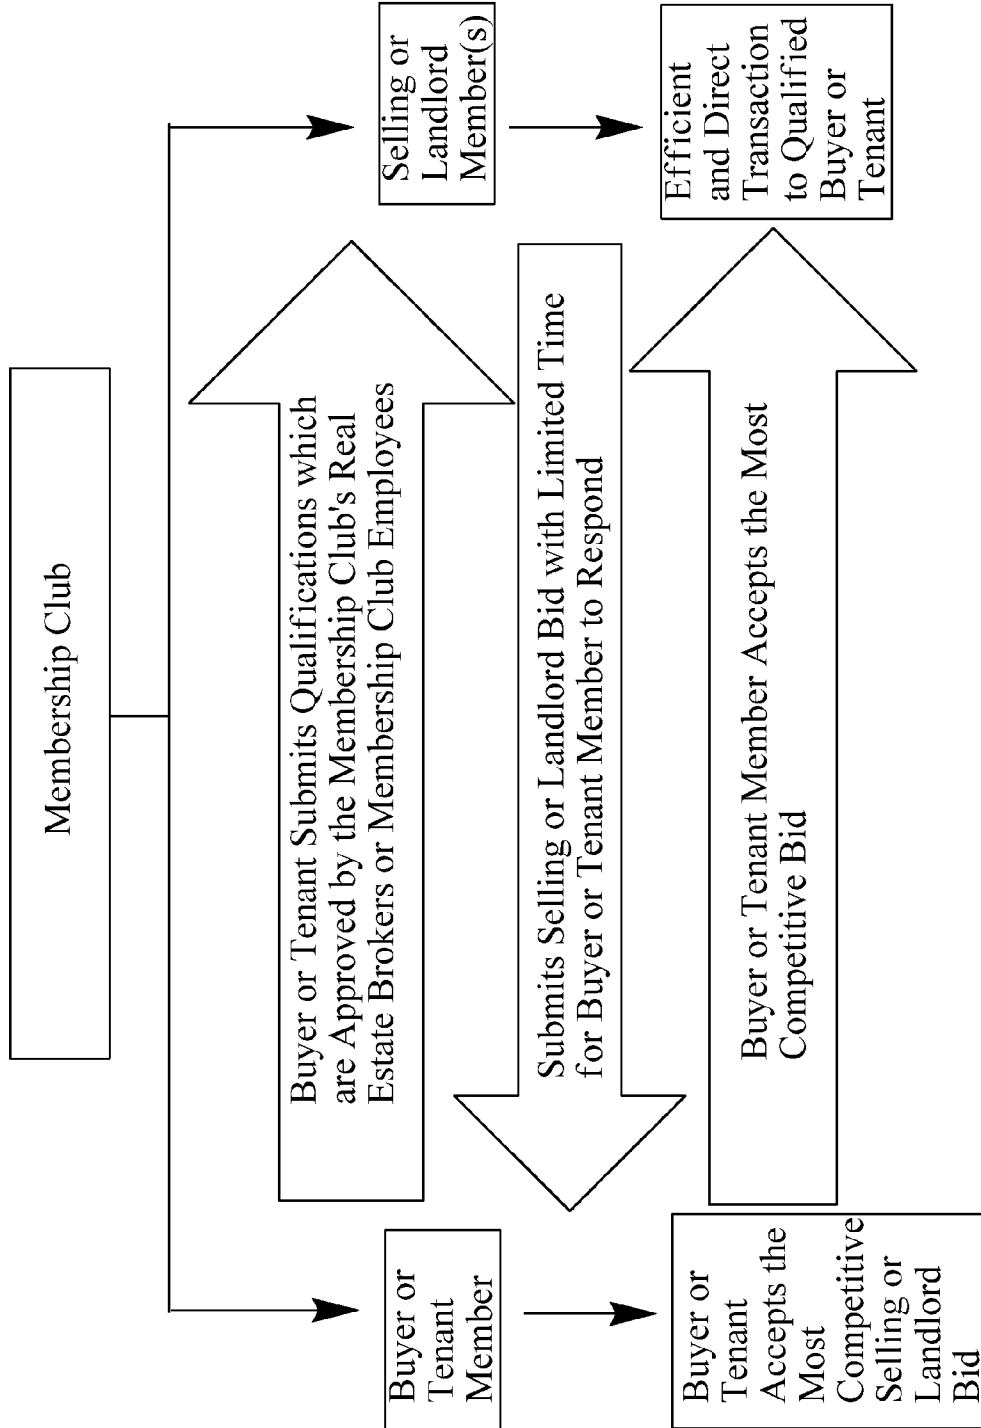 Membership Club
Buyer or
Tenant
Member
Buyer or Tenant Submits Qualifications which
are Approved by the Membership Club's Real
Estate Brokers or Membership Club Employees
Selling or
Landlord
Member(s)
Submits Selling or Landlord Bid with Limited Time
for Buyer or Tenant Member to Respond
Buyer or
Tenant
Accepts the
Most
Competitive
Selling or
Landlord
Bid
Buyer or Tenant Member Accepts the Most
Competitive Bid
Efficient
and Direct
Transaction
to Qualified
Buyer or
Tenant